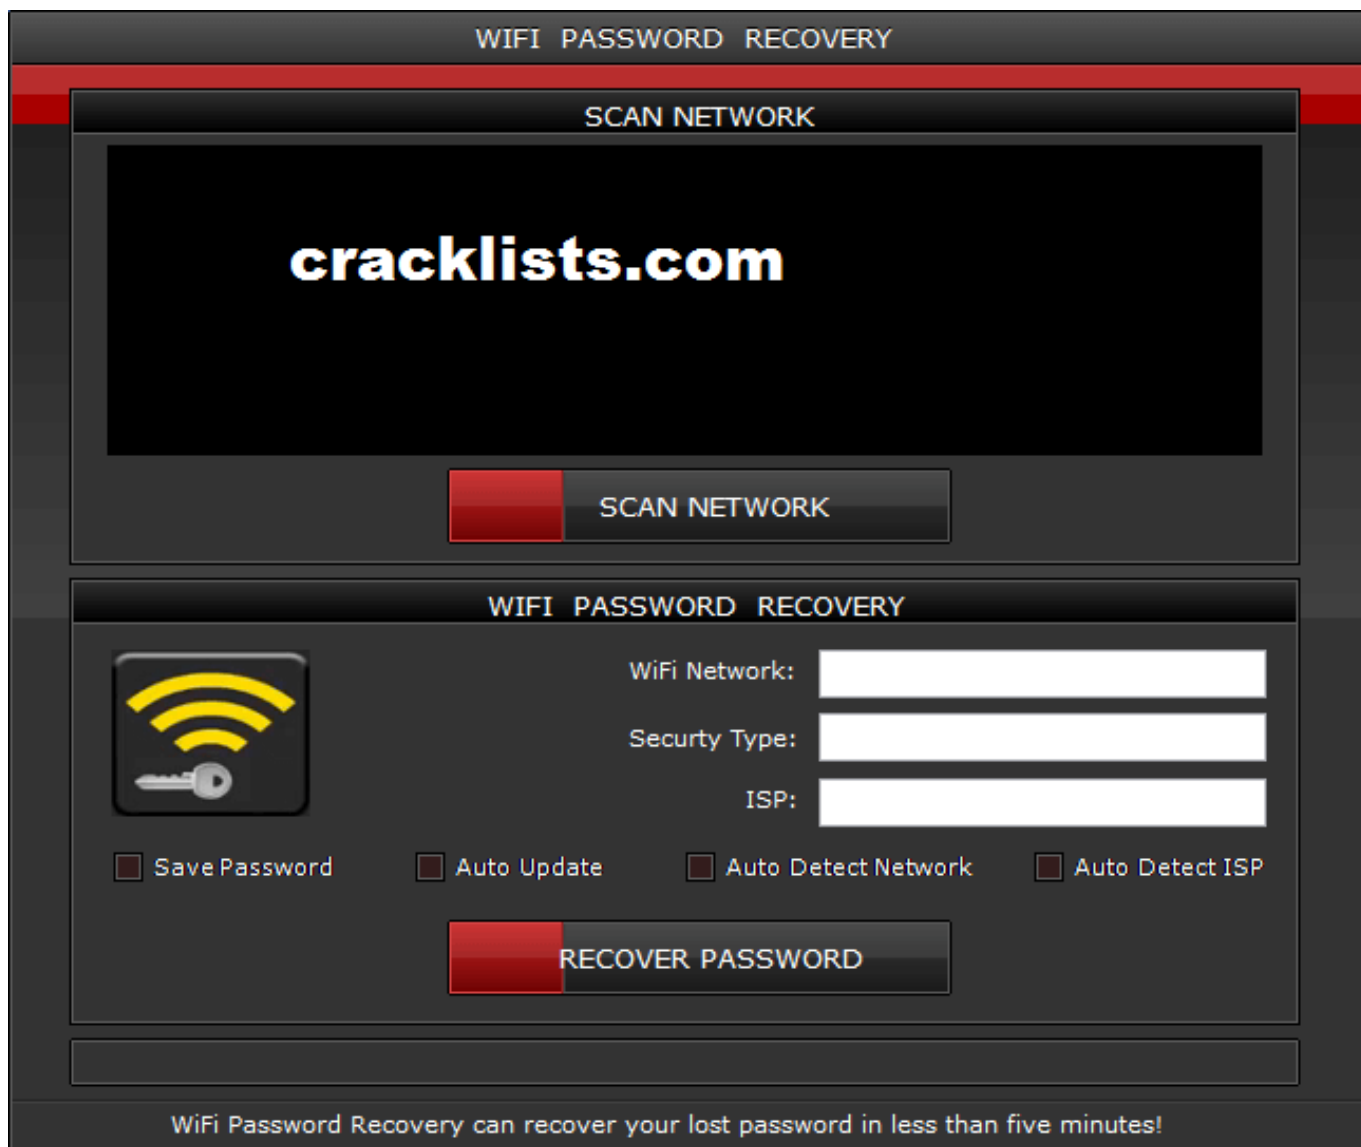 WIFI PASSWORD RECOVERY
SCAN NETWORK
cracklists.com
SCAN NETWORK
WIFI PASSWORD RECOVERY
WiFi Network:
Securty Type:
ISP:
Save Password Auto Update Auto Detect Network Auto Detect ISP
RECOVER PASSWORD
WiFi Password Recovery can recover your lost password in less than five minutes!